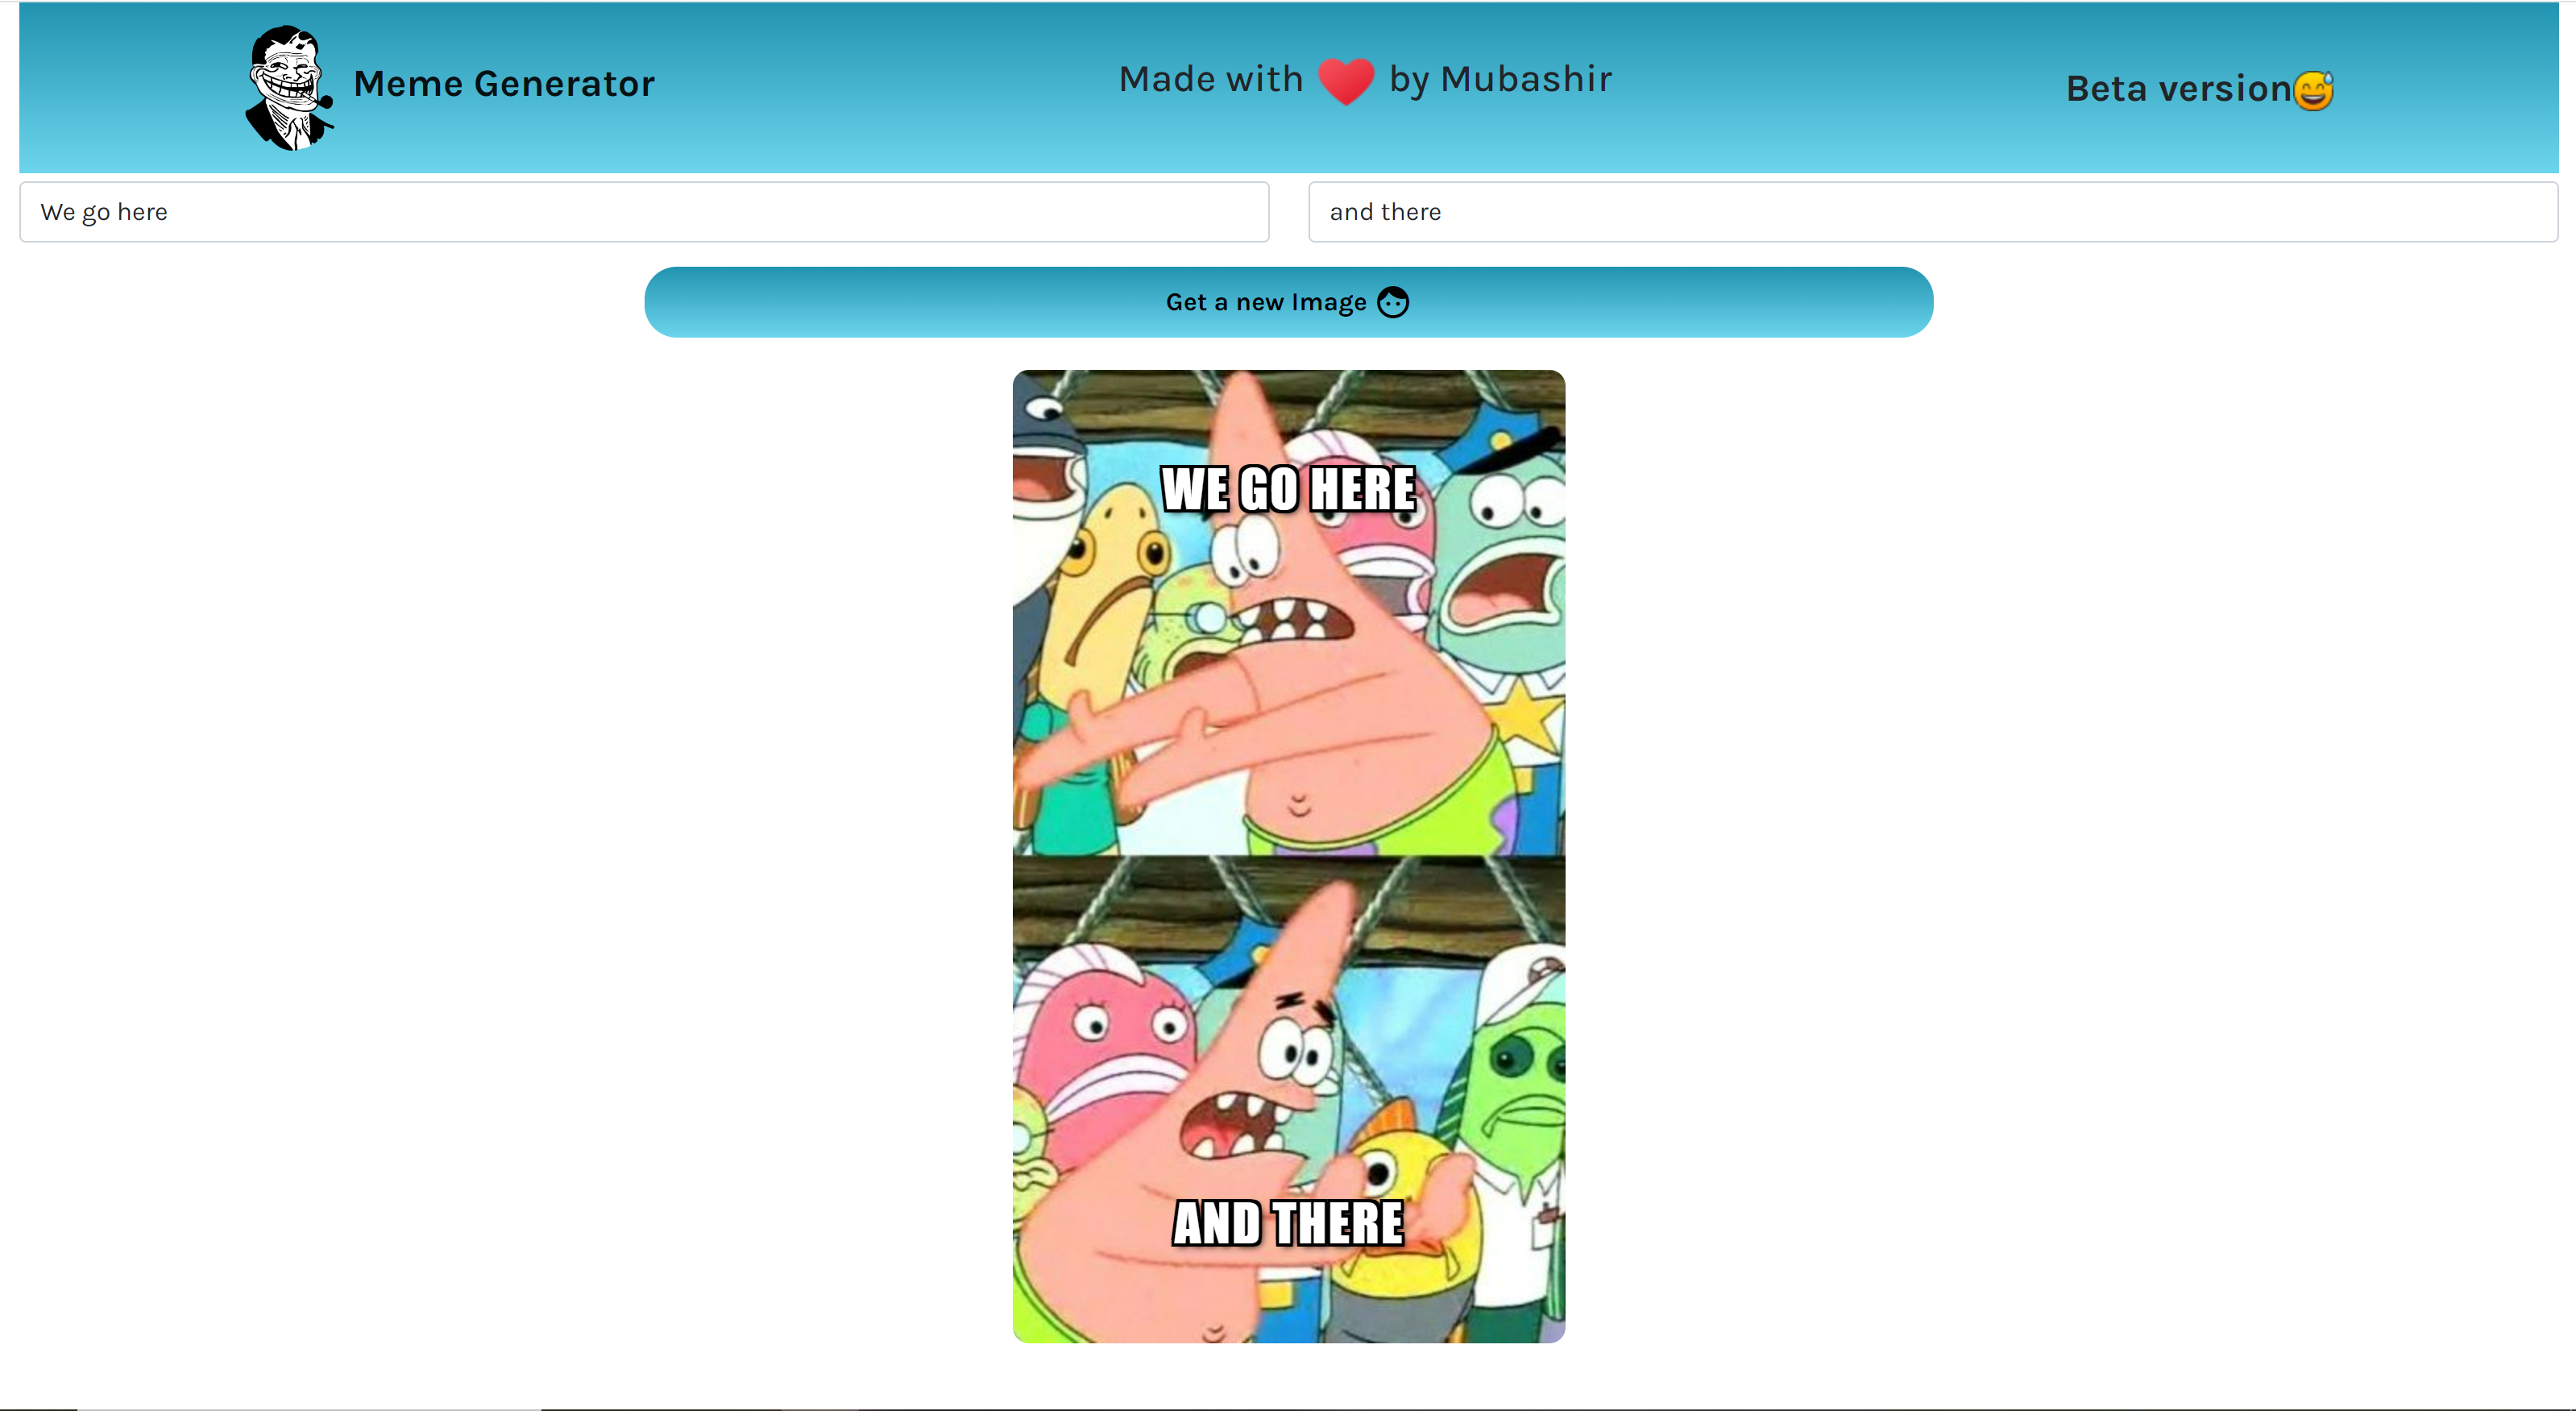 Meme Generator
Made with ❤️ by Mubashir
Beta version😅
We go here
and there
Get a new Image
WE GO HERE
AND THERE